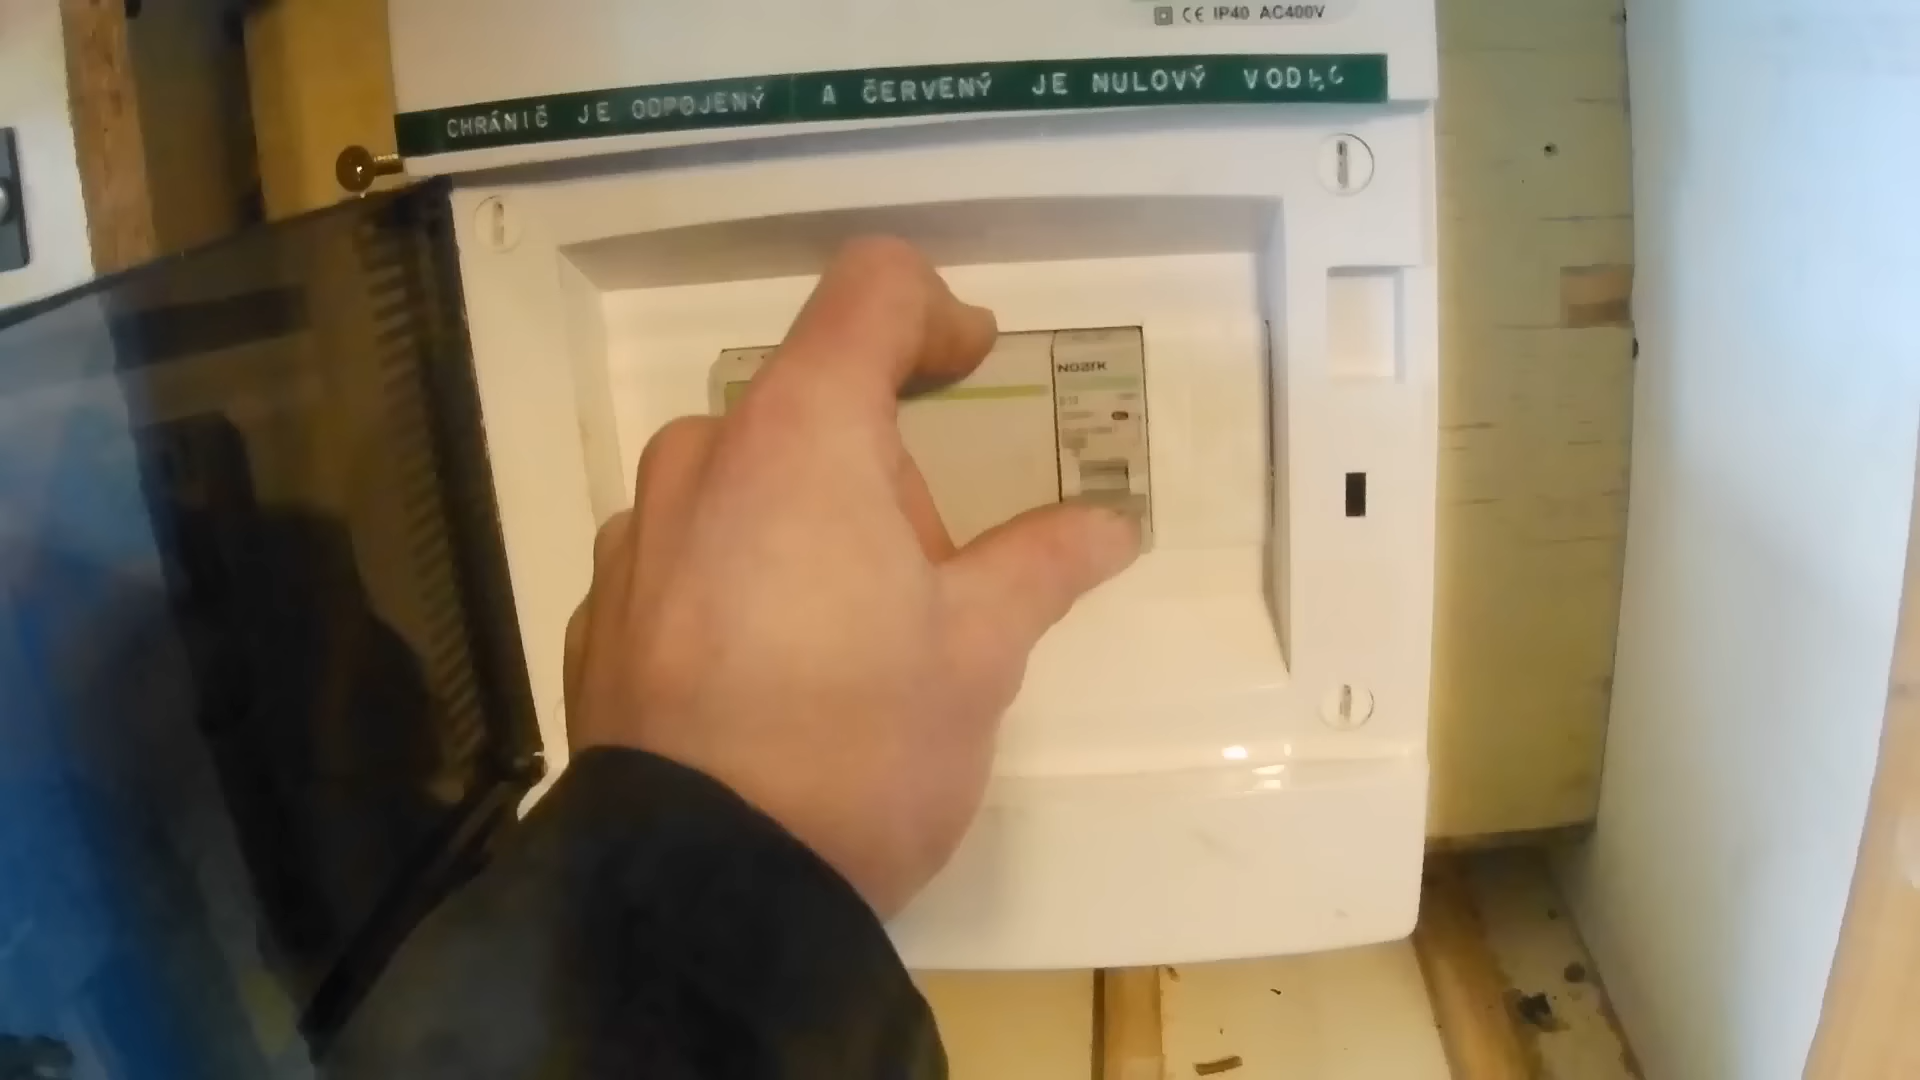 CE IP40 AC400V
CHRÁNIČ JE ODPOJENÝ A ČERVENÝ JE NULOVÝ
noark